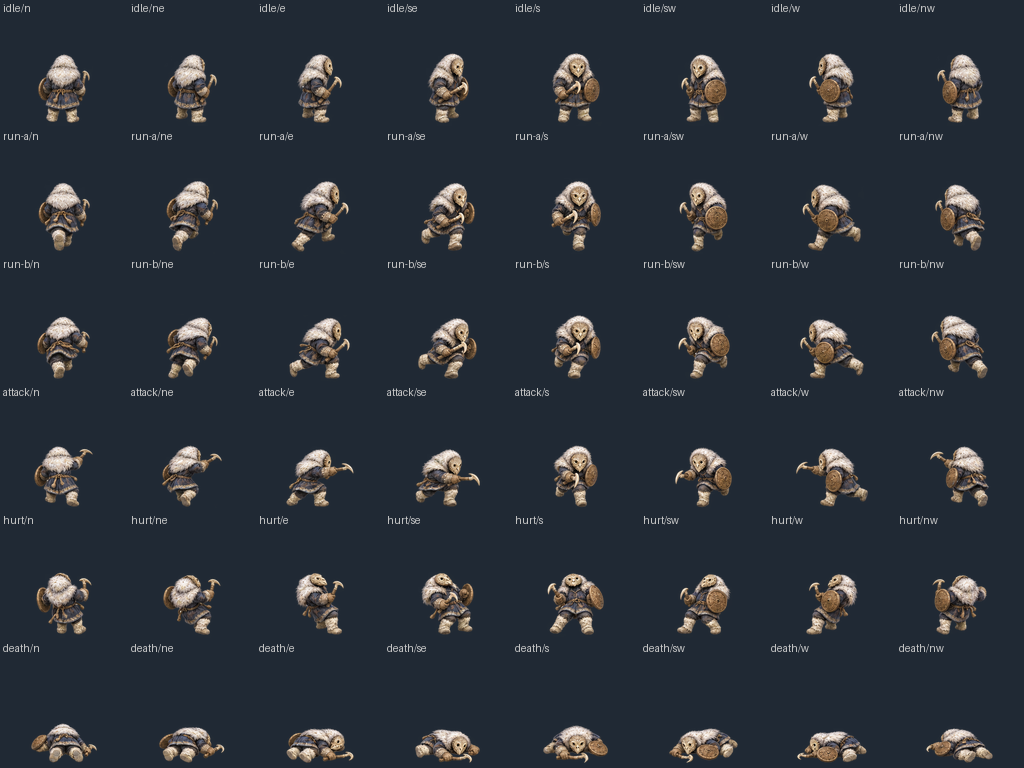 idle/n idle/ne idle/e idle/se idle/s idle/sw idle/w idle/nw
run-a/n run-a/ne run-a/e run-a/se run-a/s run-a/sw run-a/w run-a/nw
run-b/n run-b/ne run-b/e run-b/se run-b/s run-b/sw run-b/w run-b/nw
attack/n attack/ne attack/e attack/se attack/s attack/sw attack/w attack/nw
hurt/n hurt/ne hurt/e hurt/se hurt/s hurt/sw hurt/w hurt/nw
death/n death/ne death/e death/se death/s death/sw death/w death/nw